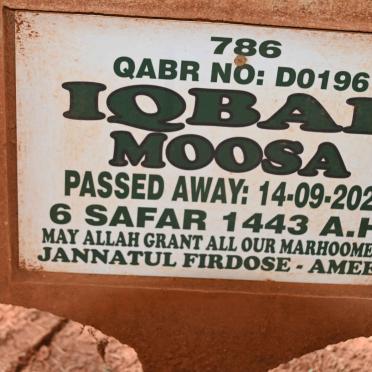 786
QABR NO: D0196
IQBAL
MOOSA
PASSED AWAY: 14-09-202
6 SAFAR 1443 A.H
MAY ALLAH GRANT ALL OUR MARHOOME
JANNATUL FIRDOSE - AMEE